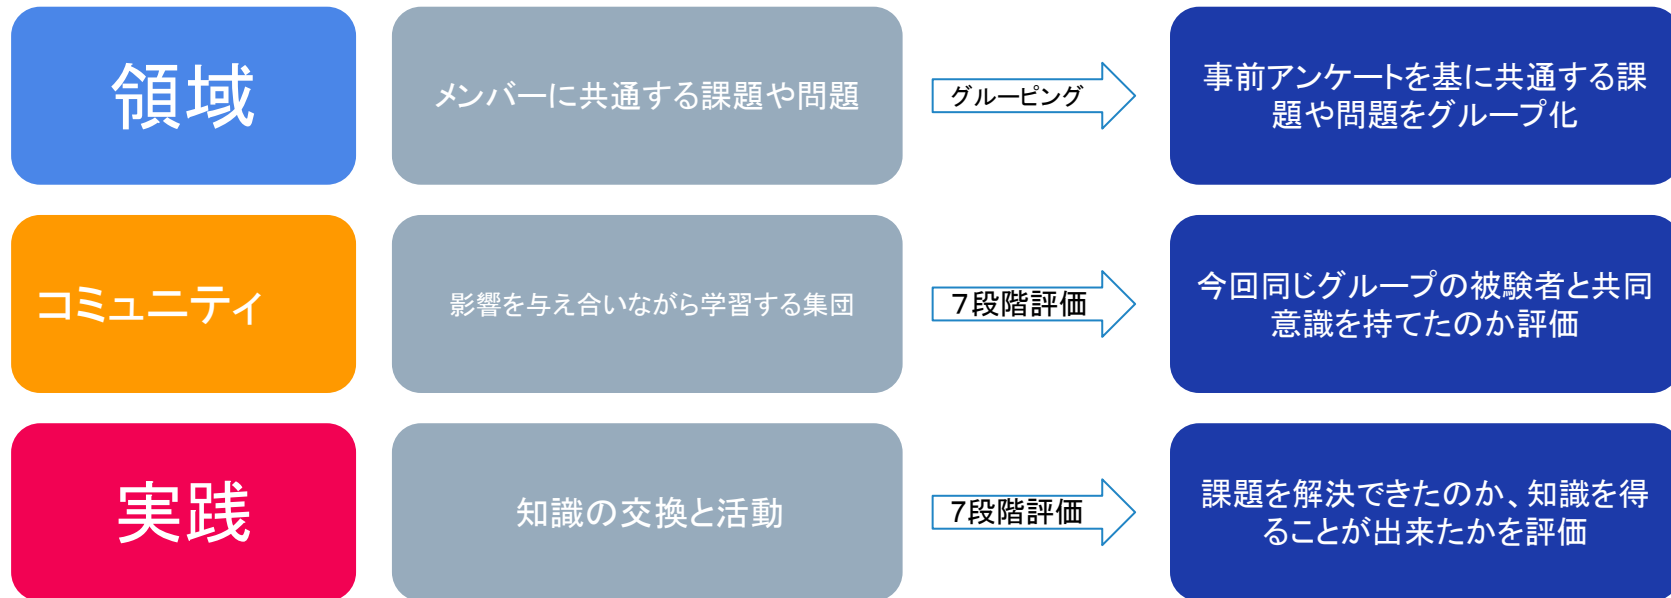 領域
メンバーに共通する課題や問題
グルーピング
事前アンケートを基に共通する課
題や問題をグループ化
コミュニティ
影響を与え合いながら学習する集団
７段階評価
今回同じグループの被験者と共同
意識を持てたのか評価
実践
知識の交換と活動
7段階評価
課題を解決できたのか、知識を得
ることが出来たかを評価